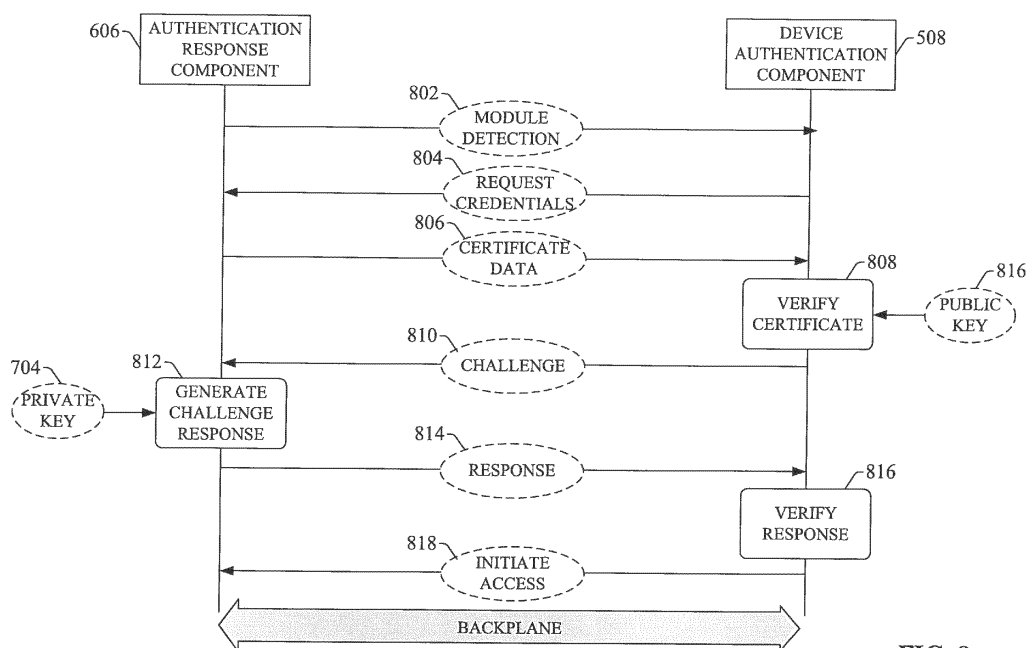 606
AUTHENTICATION
RESPONSE
COMPONENT
DEVICE
AUTHENTICATION
COMPONENT
508
802
MODULE
DETECTION
804
REQUEST
CREDENTIALS
806
CERTIFICATE
DATA
808
VERIFY
CERTIFICATE
816
PUBLIC
KEY
810
CHALLENGE
704
PRIVATE
KEY
812
GENERATE
CHALLENGE
RESPONSE
814
RESPONSE
816
VERIFY
RESPONSE
818
INITIATE
ACCESS
BACKPLANE